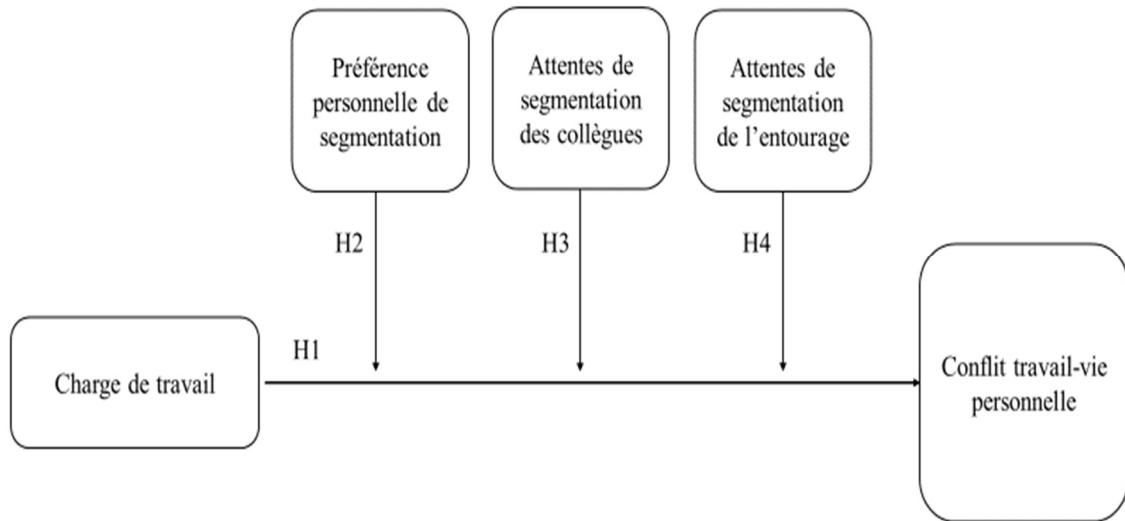 Préférence
personnelle de
segmentation
Attentes de
segmentation
des collègues
Attentes de
segmentation
de l’entourage
H2
H3
H4
H1
Charge de travail
Conflit travail-vie
personnelle